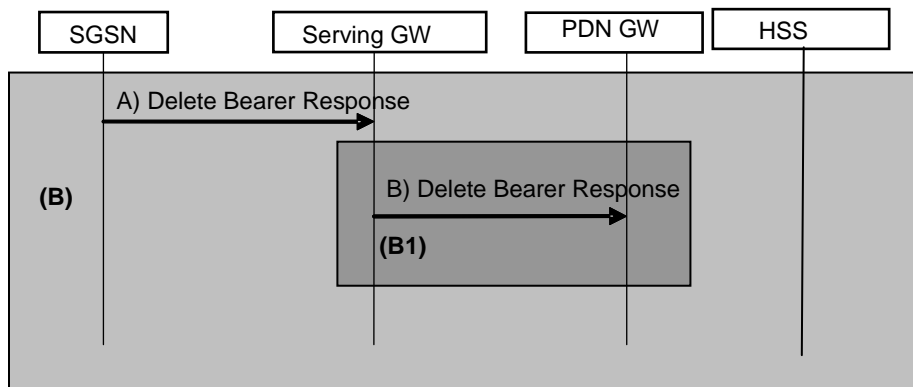 SGSN
Serving GW
PDN GW
HSS
A) Delete Bearer Response
(B)
B) Delete Bearer Response
(B1)